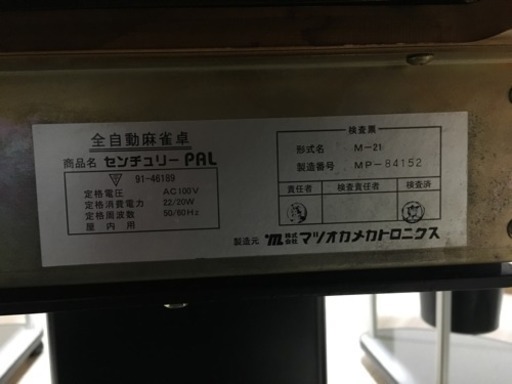 全自動麻雀卓
商品名 センチュリー PAL
91-46189
定格電圧 AC100V
定格消費電力 22/20W
定格周波数 50/60Hz
屋内用
検査票
形式名 M-21
製造番号 MP-84152
責任者 検査責任者 検査済
製造元 株式会社 マツオカメカトロニクス